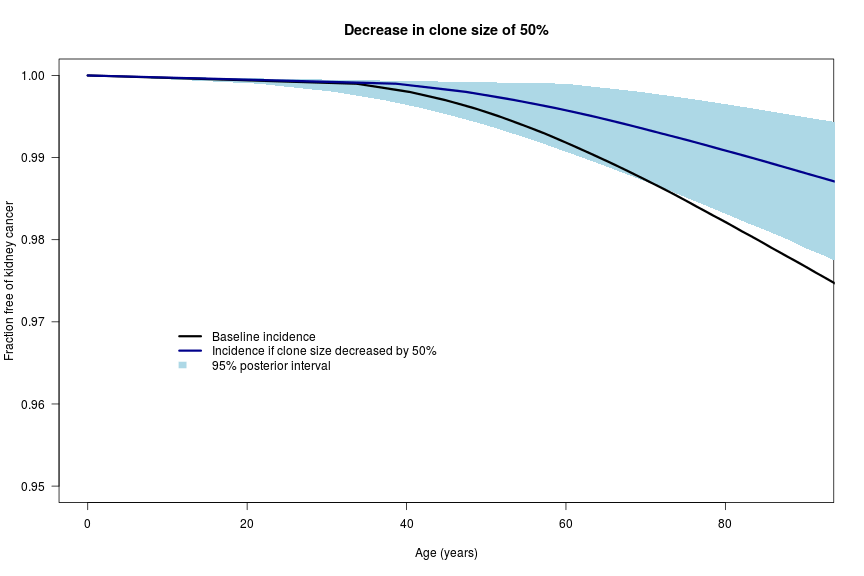 Decrease in clone size of 50%
Fraction free of kidney cancer
1.00
0.99
0.98
0.97
0.96
0.95
Baseline incidence
Incidence if clone size decreased by 50%
95% posterior interval
0 20 40 60 80
Age (years)